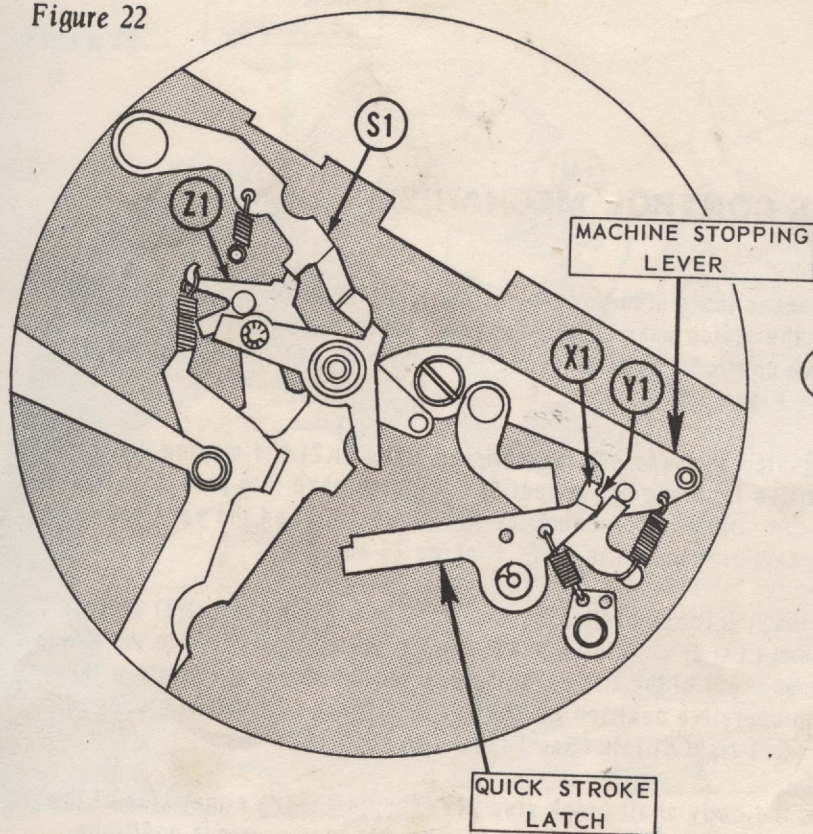 Figure 22
S1
Z1
MACHINE STOPPING
LEVER
X1
Y1
QUICK STROKE
LATCH